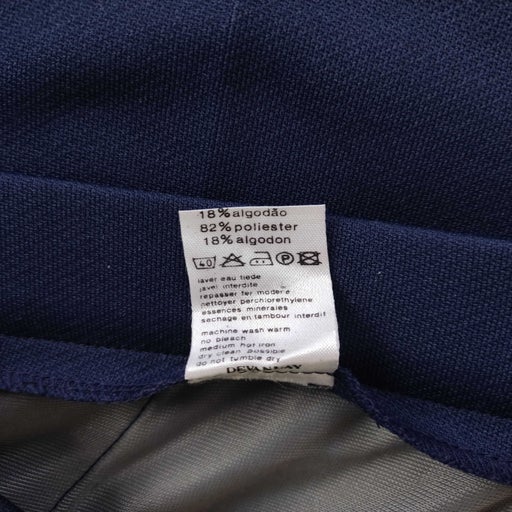 18% algodão
82% poliester
18% algodon
40 P
laver eau tiede
javel interdite
repasser fer modere
nettoyer perchlorethylene
essences minerales
sechage en tambour interdit
machine wash warm
no bleach
medium hot iron
dry clean possible
do not tumble dry